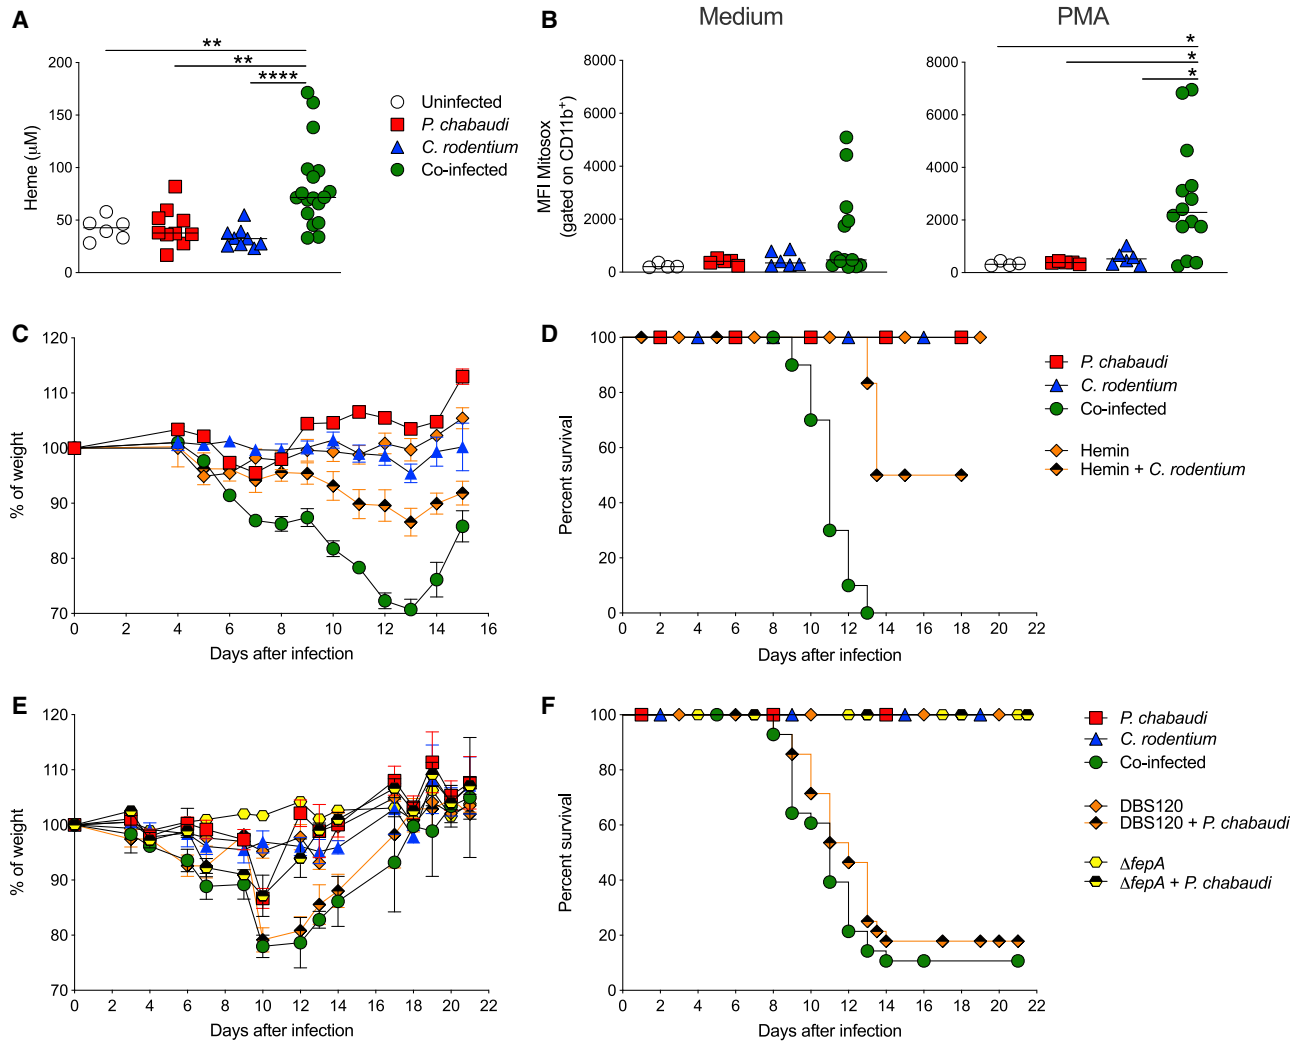 A
B
Medium
PMA
**
**
****
Heme (µM)
200
150
100
50
0
Uninfected
P. chabaudi
C. rodentium
Co-infected
MFI Mitosox
(gated on CD11b+)
8000
6000
4000
2000
0
*
*
*
8000
6000
4000
2000
0
C
% of weight
120
110
100
90
80
70
0 2 4 6 8 10 12 14 16
Days after infection
D
Percent survival
100
80
60
40
20
0
0 2 4 6 8 10 12 14 16 18 20 22
Days after infection
P. chabaudi
C. rodentium
Co-infected
Hemin
Hemin + C. rodentium
E
% of weight
120
110
100
90
80
70
0 2 4 6 8 10 12 14 16 18 20 22
Days after infection
F
Percent survival
100
80
60
40
20
0
0 2 4 6 8 10 12 14 16 18 20 22
Days after infection
P. chabaudi
C. rodentium
Co-infected
DBS120
DBS120 + P. chabaudi
ΔfepA
ΔfepA + P. chabaudi